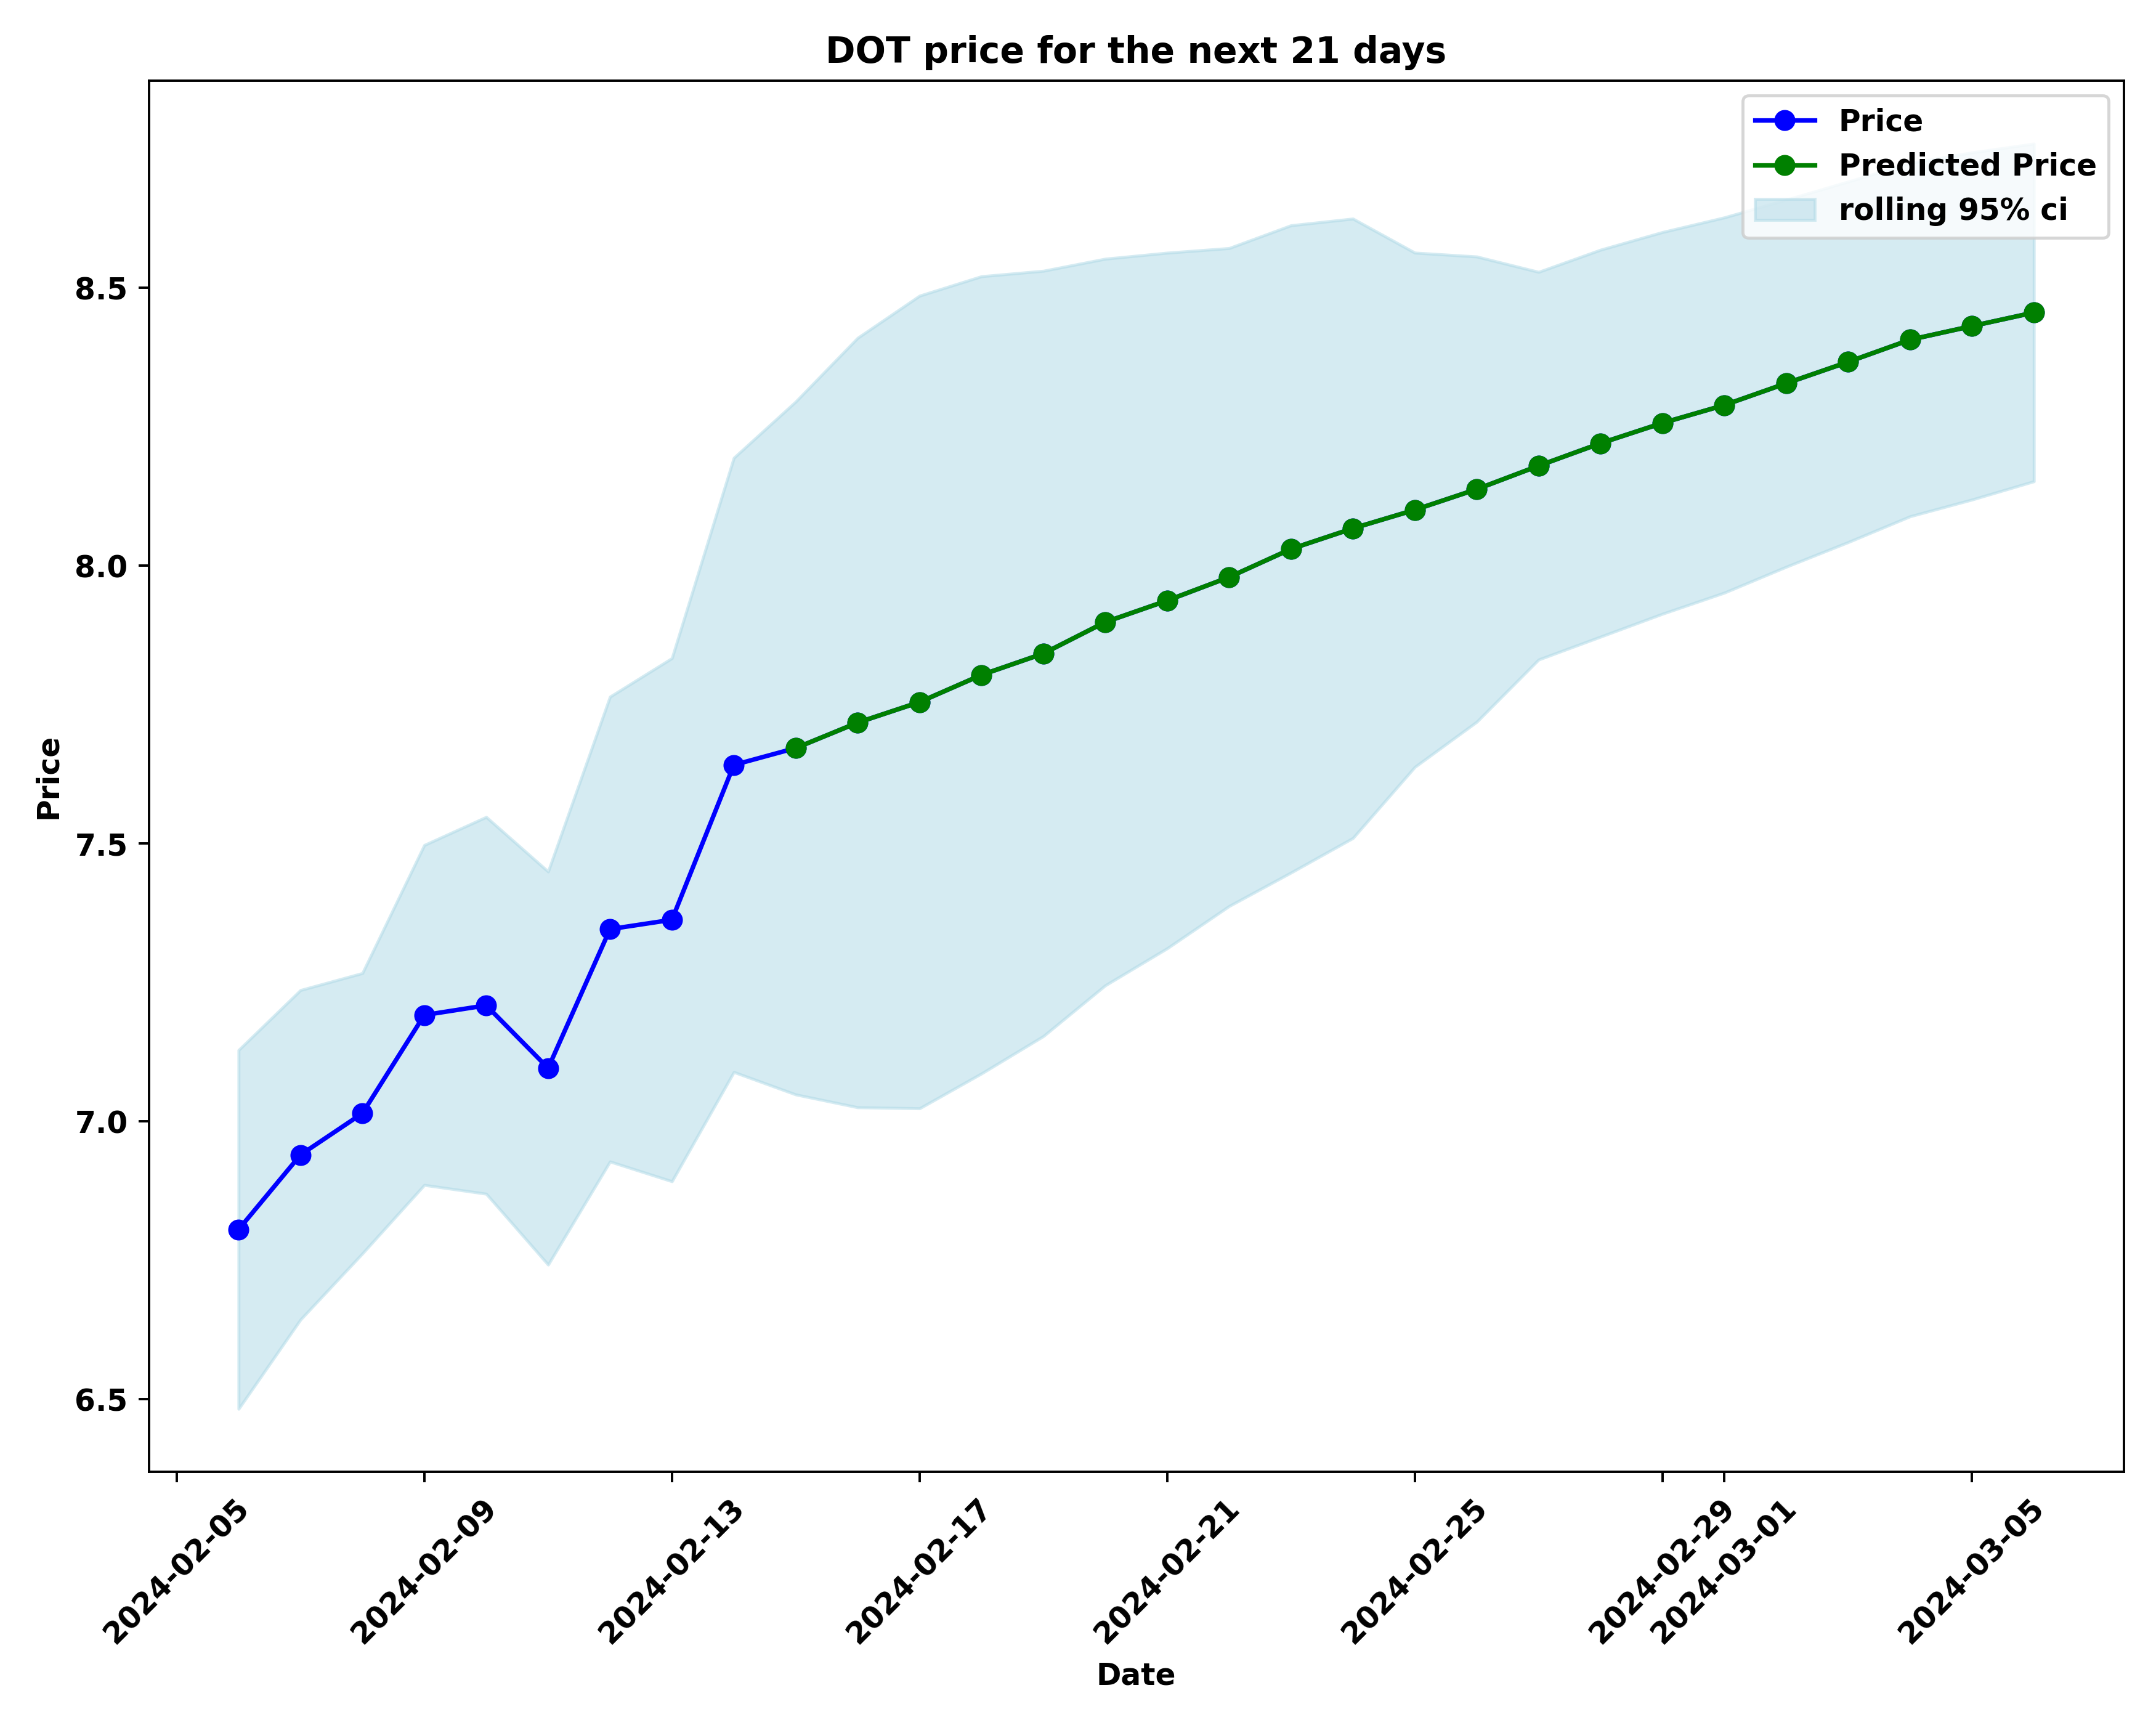 DOT price for the next 21 days
Price
Predicted Price
rolling 95% ci
8.5
8.0
7.5
7.0
6.5
Price
2024-02-05
2024-02-09
2024-02-13
2024-02-17
2024-02-21
2024-02-25
2024-02-29
2024-03-01
2024-03-05
Date